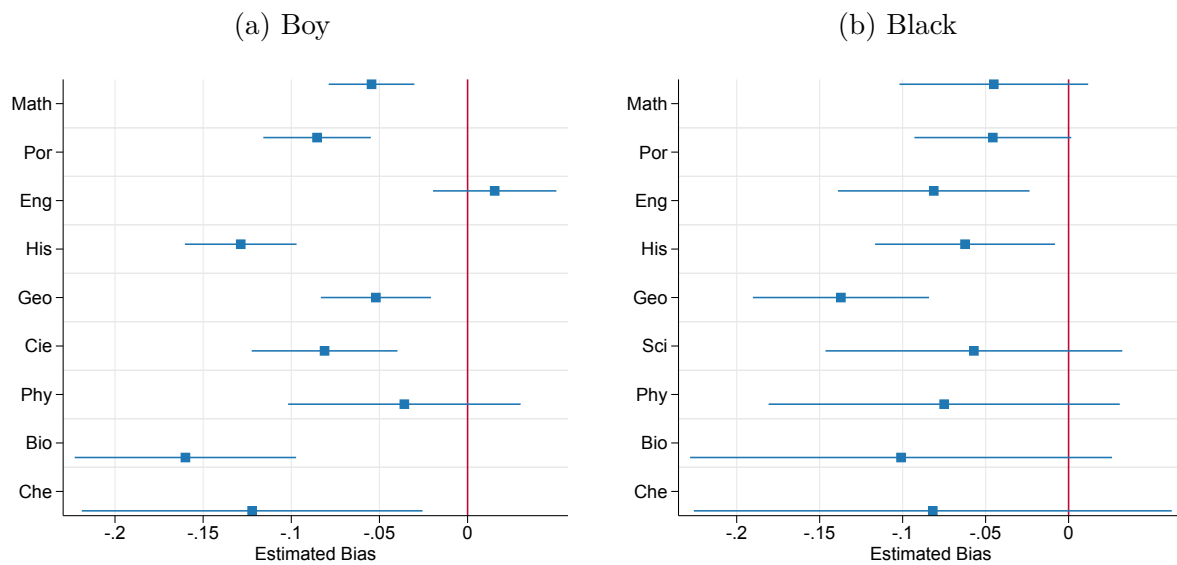 (a) Boy
Math
Por
Eng
His
Geo
Cie
Phy
Bio
Che
-.2 -.15 -.1 -.05 0
Estimated Bias
(b) Black
Math
Por
Eng
His
Geo
Sci
Phy
Bio
Che
-.2 -.15 -.1 -.05 0
Estimated Bias